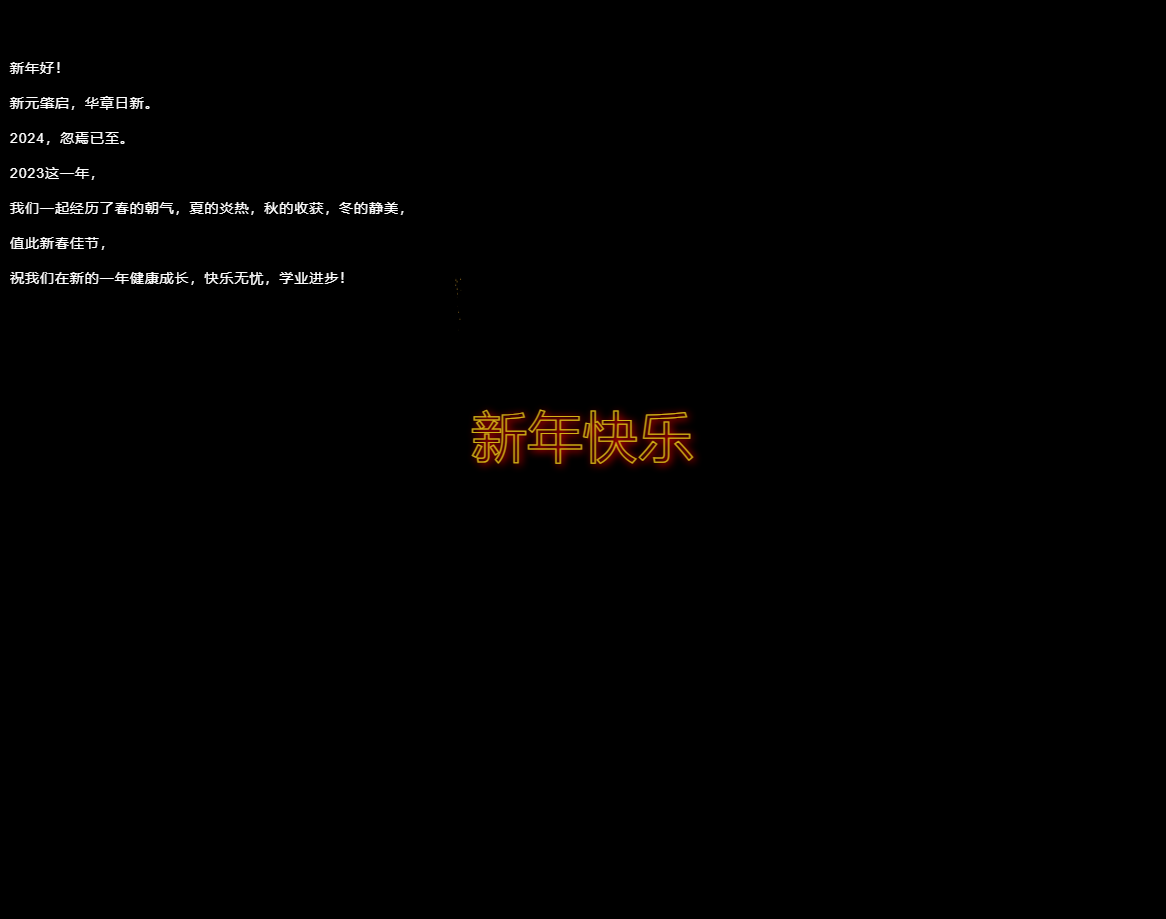 新年好！
新元肇启，华章日新。
2024，忽焉已至。
2023这一年，
我们一起经历了春的朝气，夏的炎热，秋的收获，冬的静美，
值此新春佳节，
祝我们在新的一年健康成长，快乐无忧，学业进步！
新年快乐